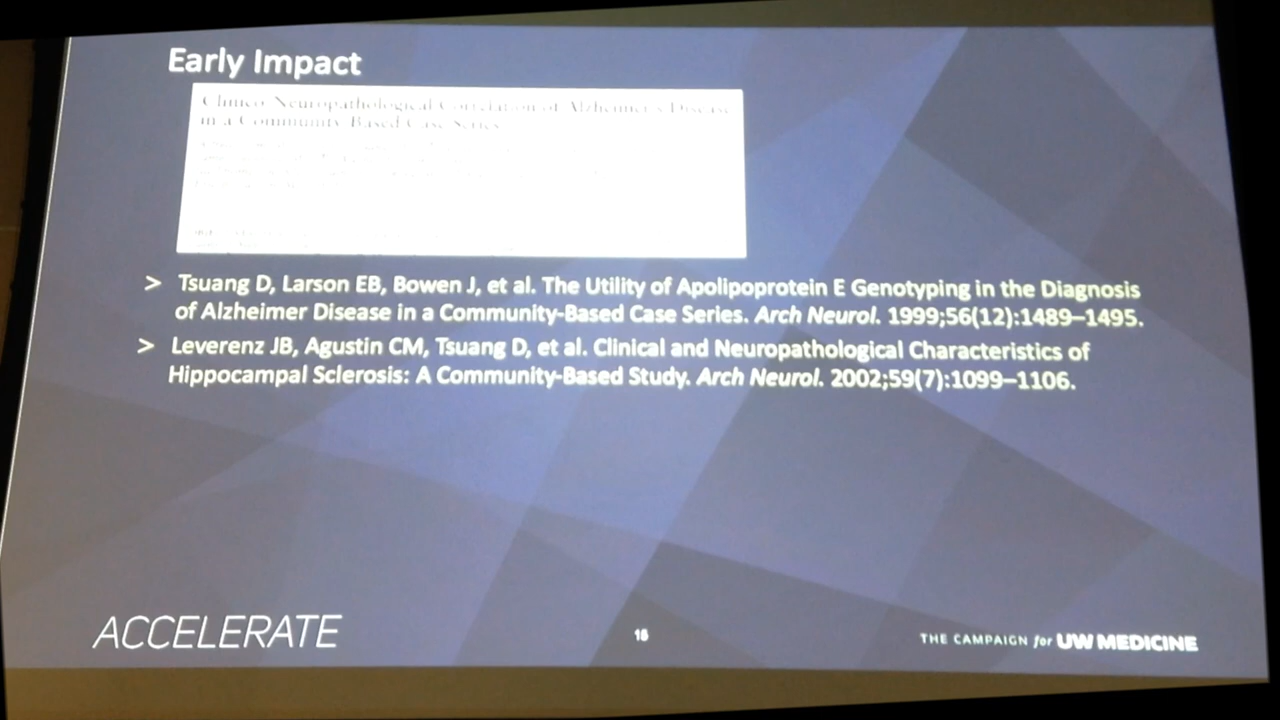 Early Impact
Clinico Neuropathological Correlation of Alzheimer's Disease
in a Community Based Case Series
> Tsuang D, Larson EB, Bowen J, et al. The Utility of Apolipoprotein E Genotyping in the Diagnosis
of Alzheimer Disease in a Community-Based Case Series. Arch Neurol. 1999;56(12):1489–1495.
> Leverenz JB, Agustin CM, Tsuang D, et al. Clinical and Neuropathological Characteristics of
Hippocampal Sclerosis: A Community-Based Study. Arch Neurol. 2002;59(7):1099–1106.
ACCELERATE
THE CAMPAIGN for UW MEDICINE